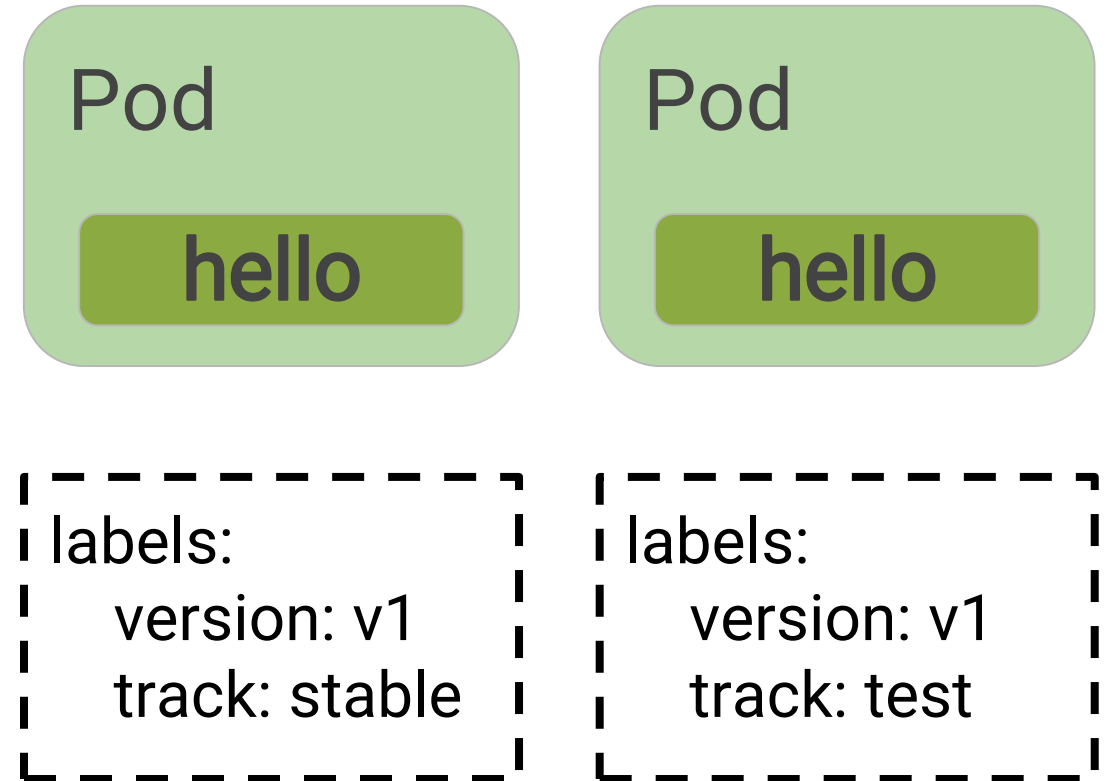 Pod
hello
labels:
version: v1
track: stable
Pod
hello
labels:
version: v1
track: test